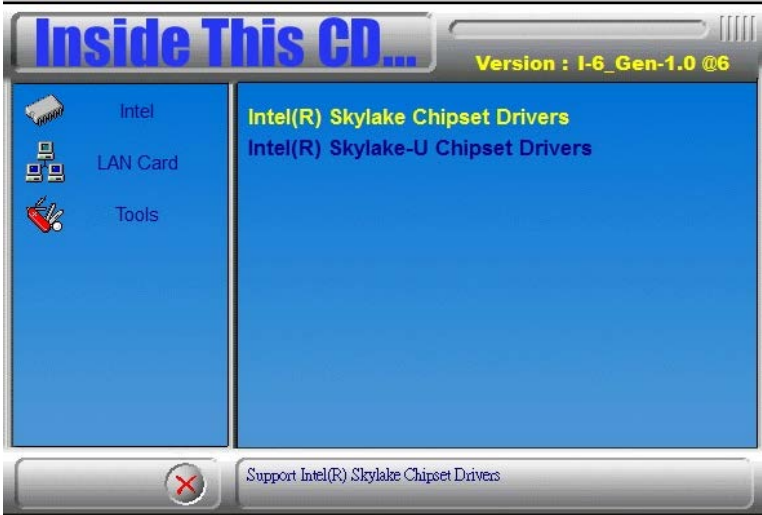 Inside This CD...
Version : I-6_Gen-1.0 @6
Intel
LAN Card
Tools
Intel(R) Skylake Chipset Drivers
Intel(R) Skylake-U Chipset Drivers
Support Intel(R) Skylake Chipset Drivers